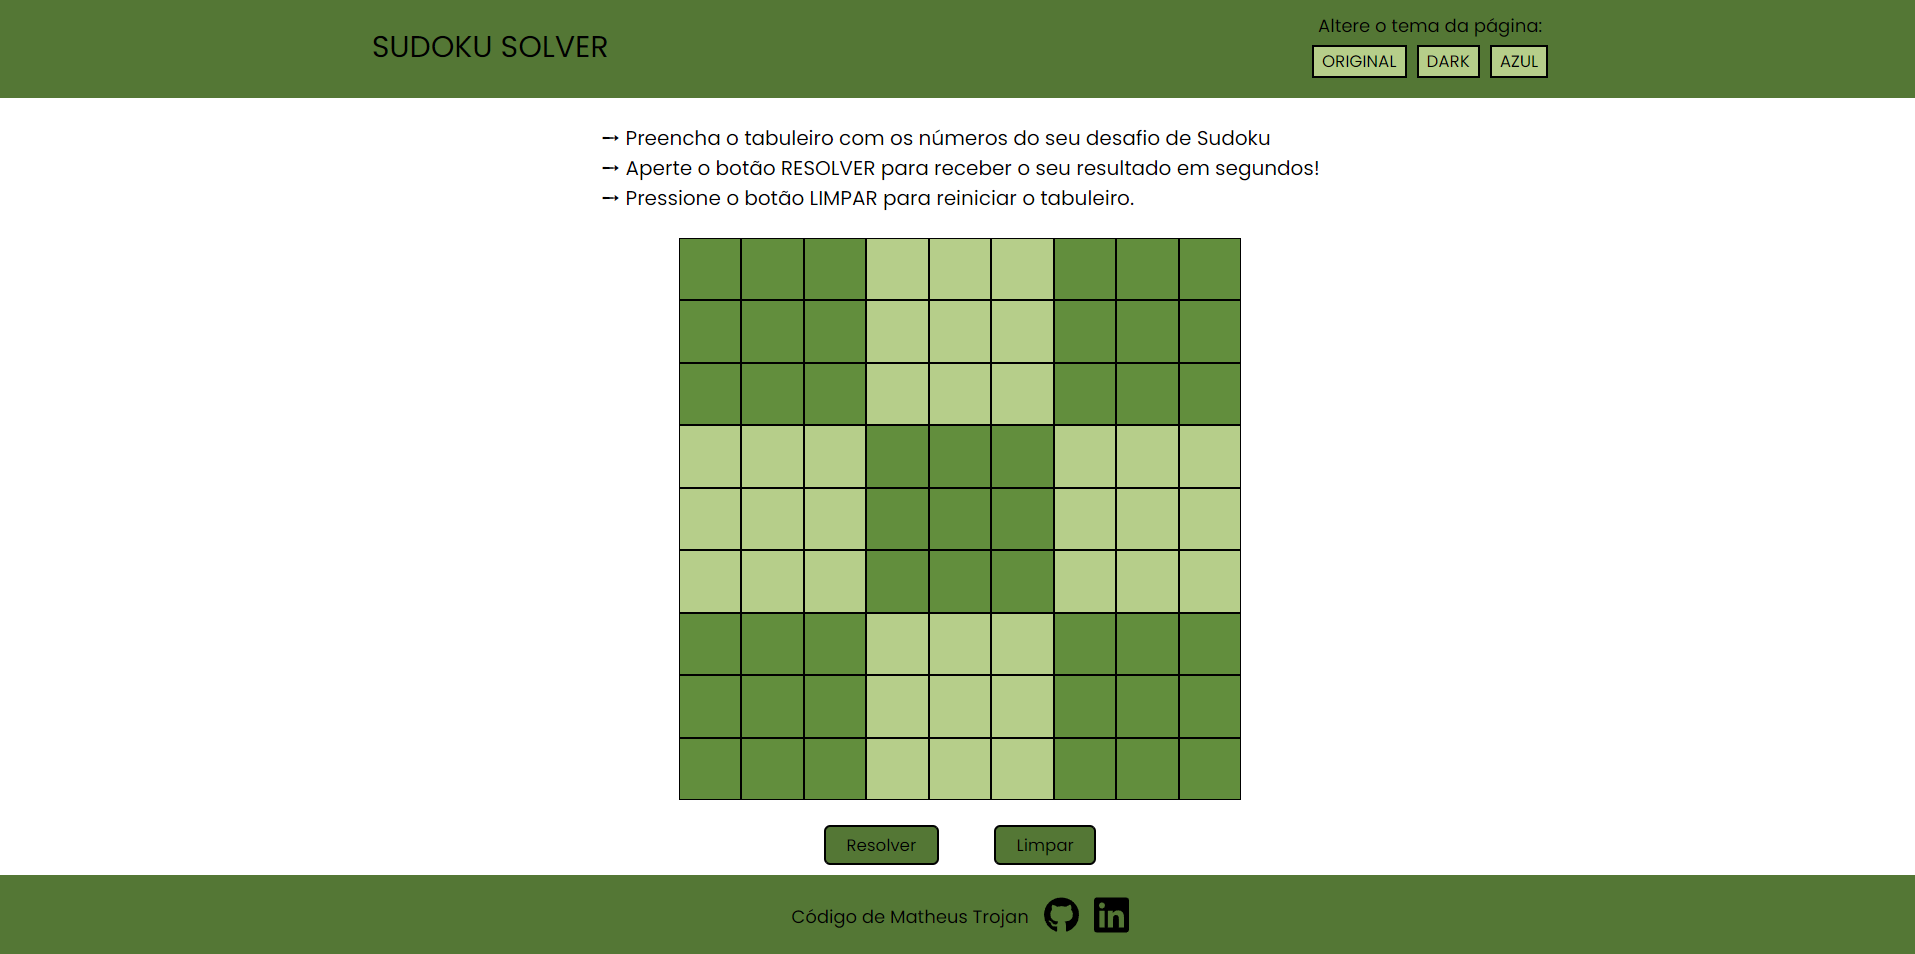 SUDOKU SOLVER
Altere o tema da página:
ORIGINAL DARK AZUL
→ Preencha o tabuleiro com os números do seu desafio de Sudoku
→ Aperte o botão RESOLVER para receber o seu resultado em segundos!
→ Pressione o botão LIMPAR para reiniciar o tabuleiro.
Resolver Limpar
Código de Matheus Trojan in